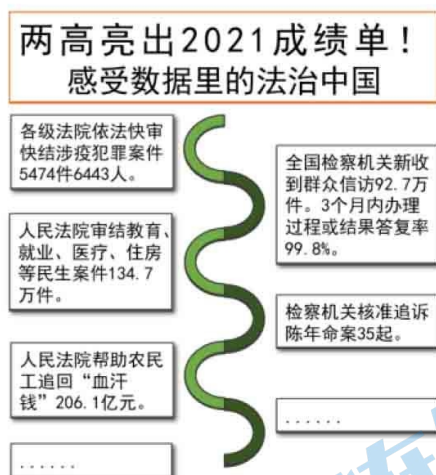 两高亮出2021成绩单!
感受数据里的法治中国
各级法院依法快审
快结涉疫犯罪案件
5474件6443人。
全国检察机关新收
到群众信访92.7万
件。3个月内办理
过程或结果答复率
99.8%。
人民法院审结教育、
就业、医疗、住房
等民生案件134.7
万件。
检察机关核准追诉
陈年命案35起。
人民法院帮助农民
工追回“血汗
钱”206.1亿元。
......
......